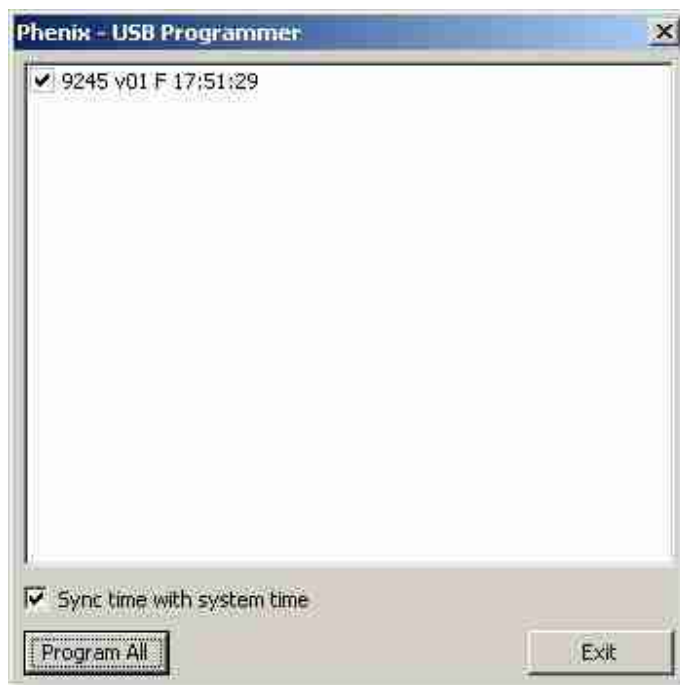 Phenix - USB Programmer
9245 v01 F 17:51:29
Sync time with system time
Program All
Exit